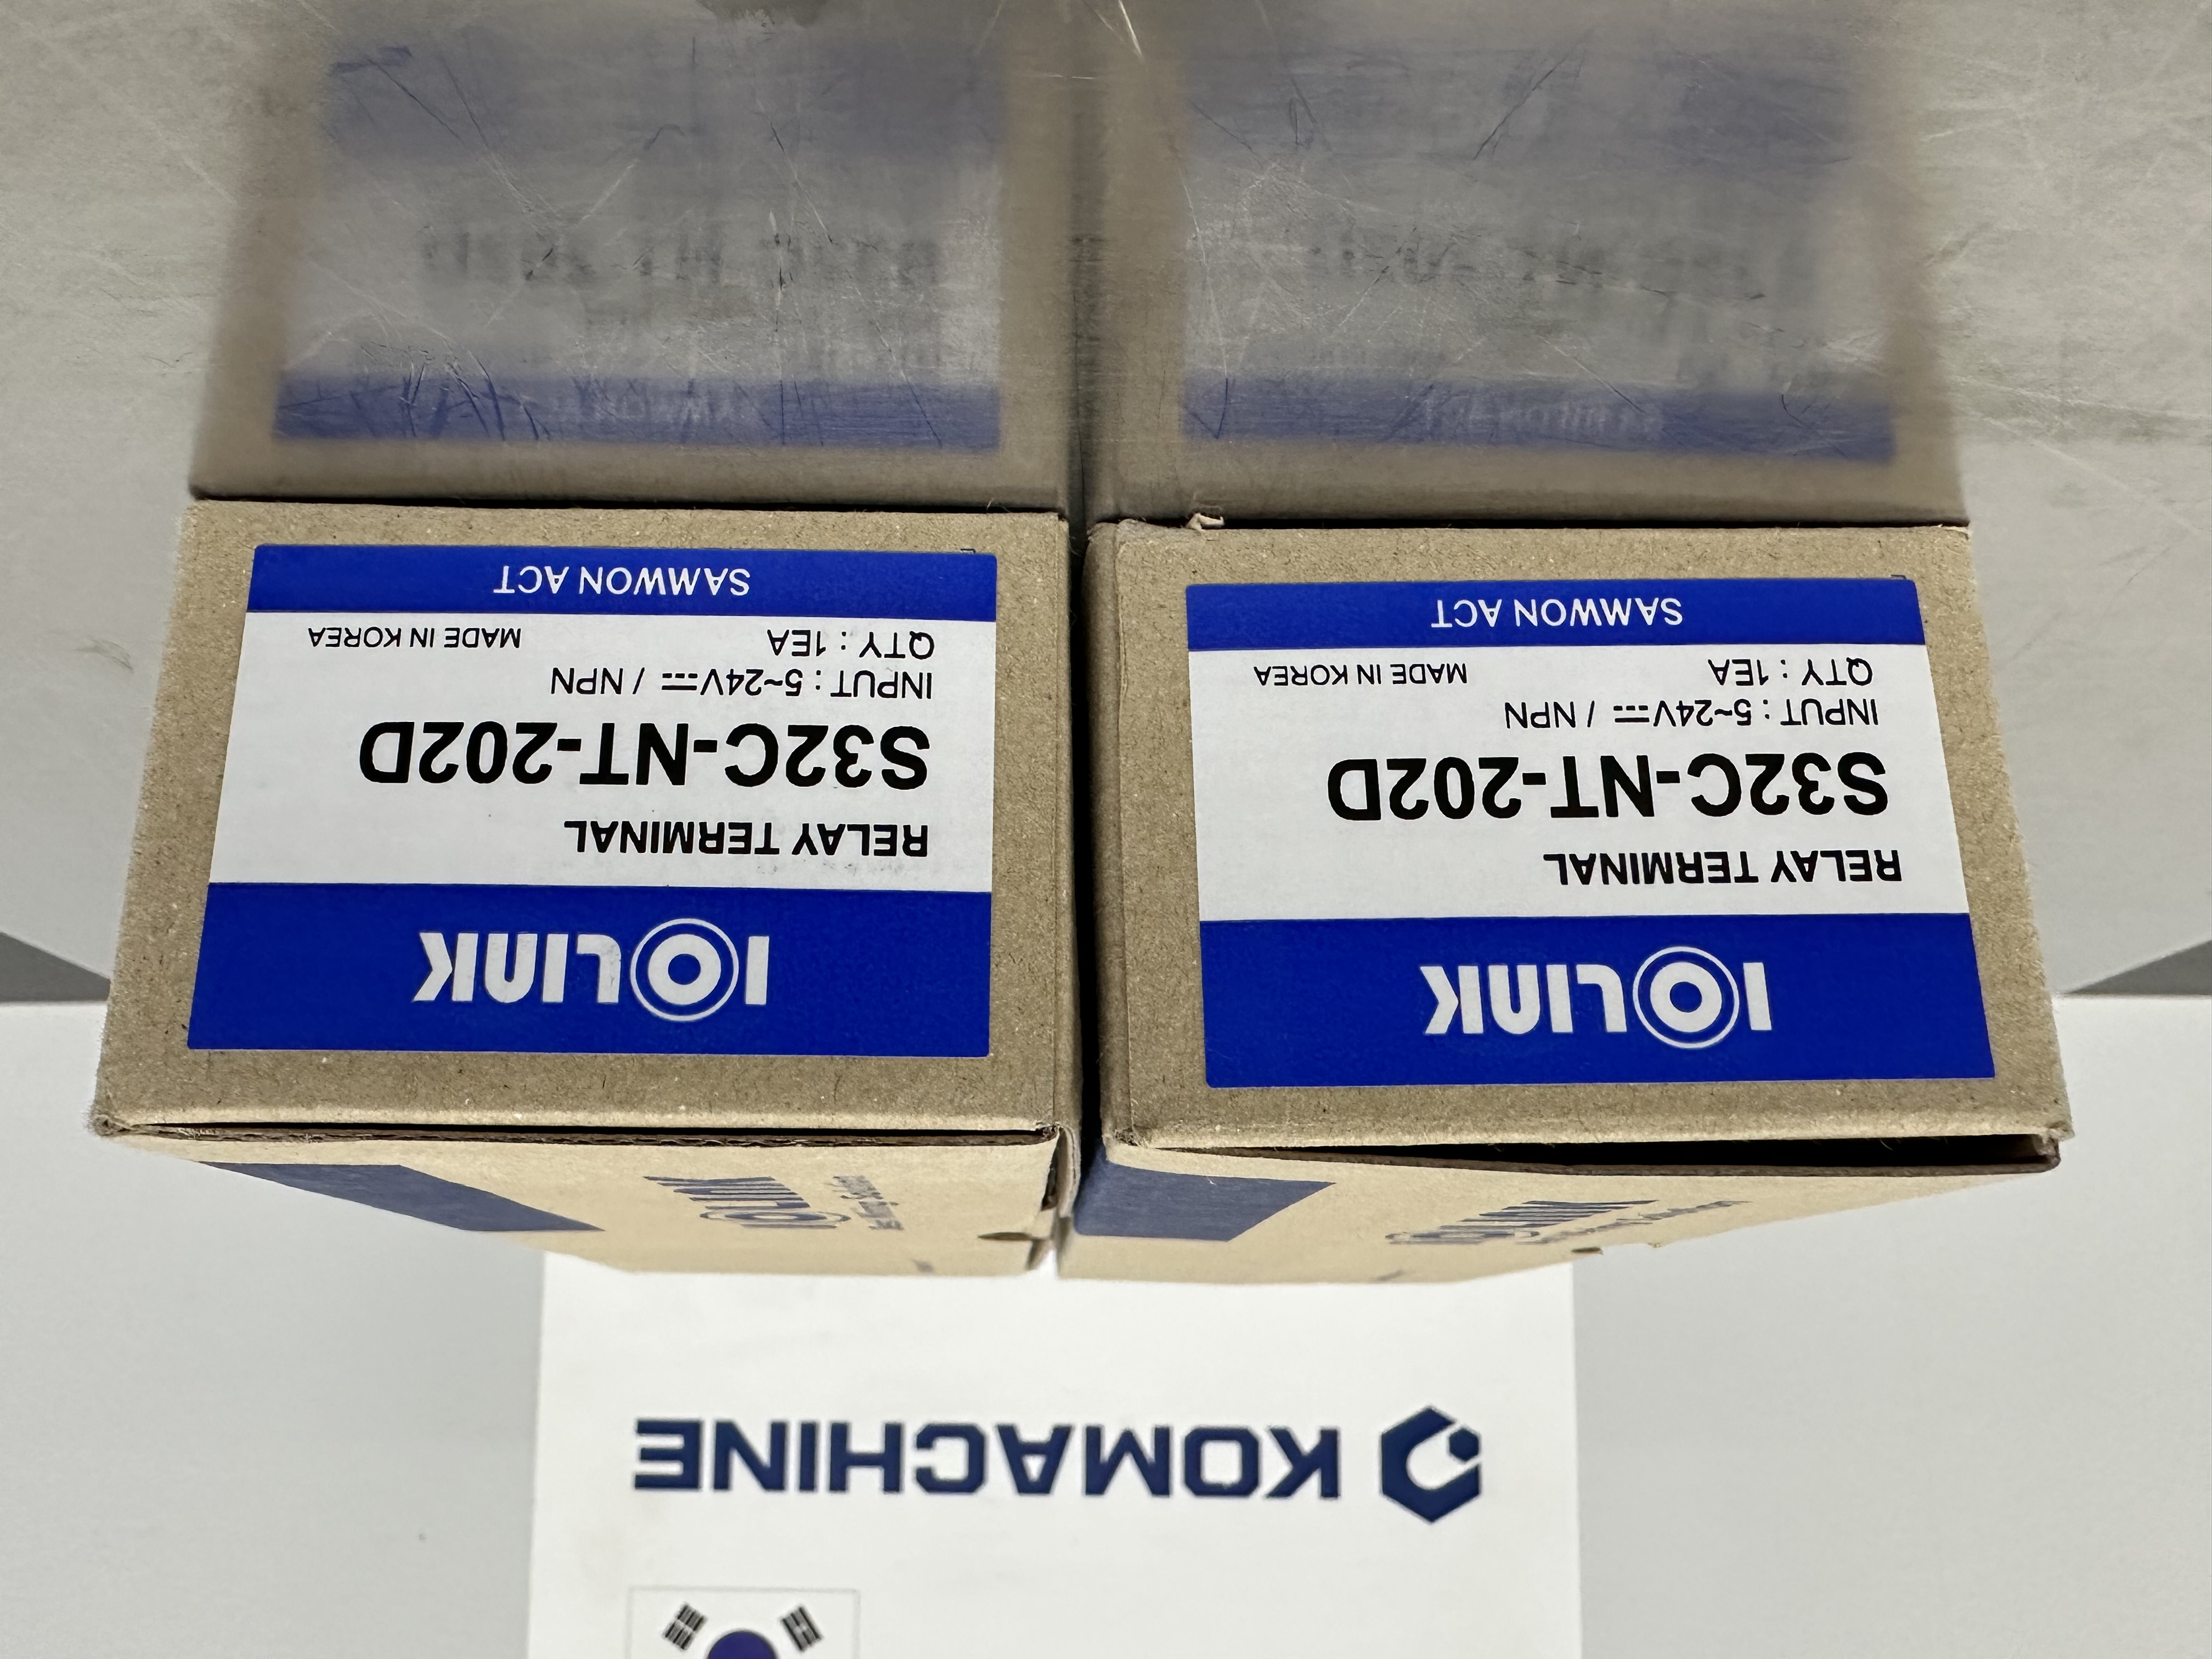 KOMACHINE
IOLINK
RELAY TERMINAL
S32C-NT-202D
INPUT : 5~24V⎓ / NPN
QTY : 1EA
MADE IN KOREA
SAMWON ACT
IOLINK
RELAY TERMINAL
S32C-NT-202D
INPUT : 5~24V⎓ / NPN
QTY : 1EA
MADE IN KOREA
SAMWON ACT